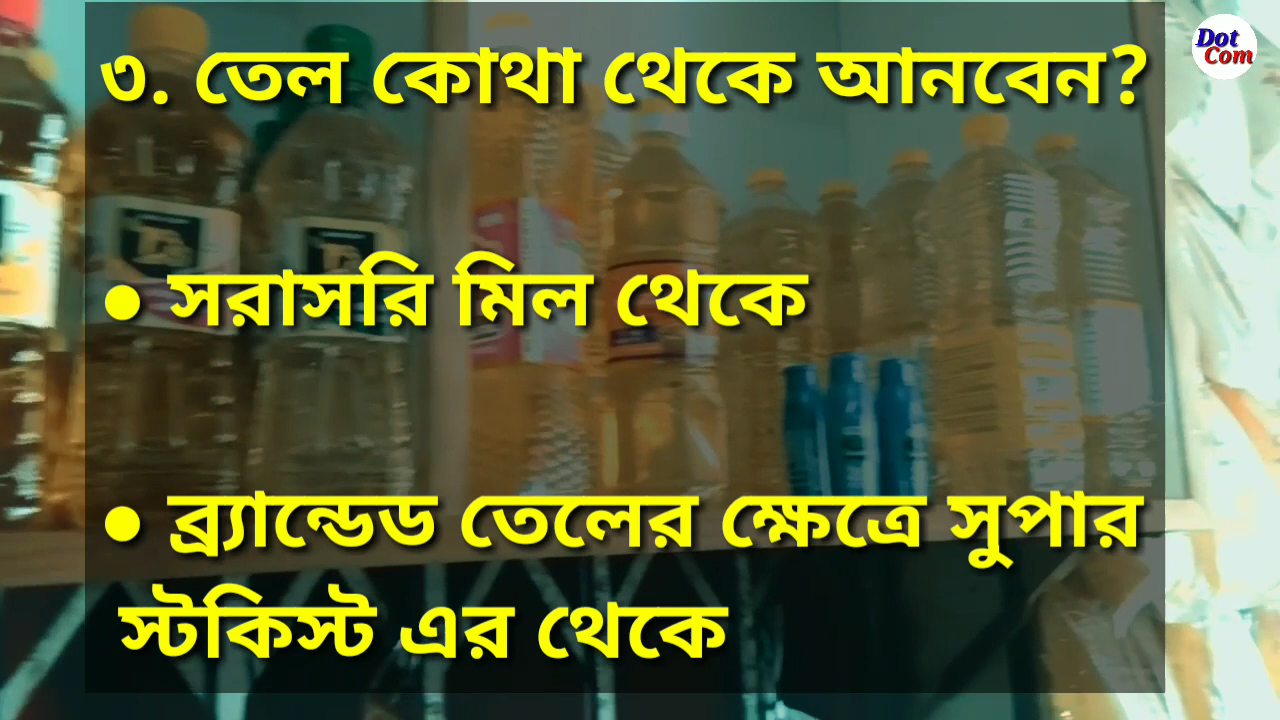 ৩. তেল কোথা থেকে আনবেন?
● সরাসরি মিল থেকে
● ব্র্যান্ডেড তেলের ক্ষেত্রে সুপার
স্টকিস্ট এর থেকে
Dot
Com